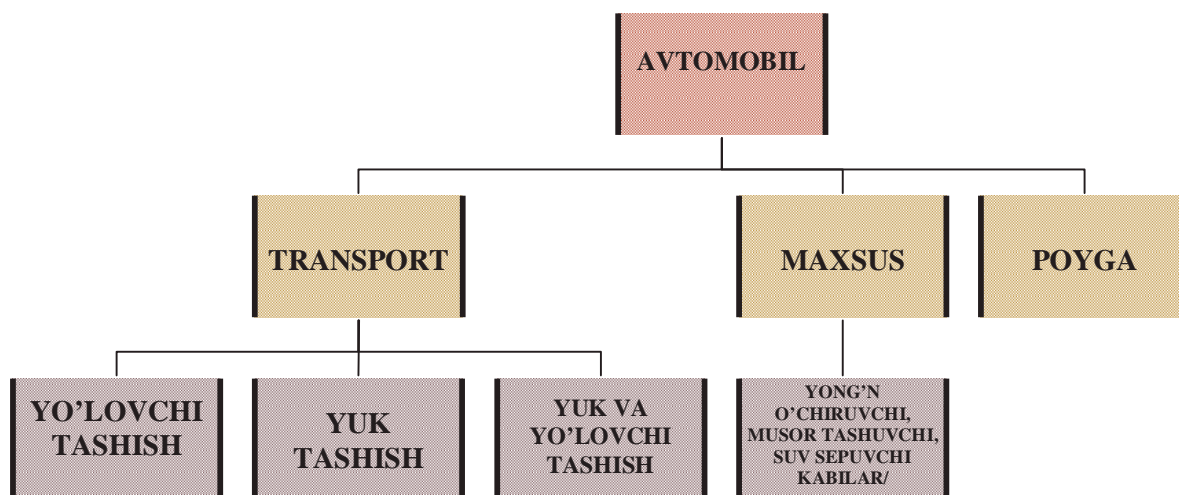 AVTOMOBIL
TRANSPORT
MAXSUS
POYGA
YO’LOVCHI
TASHISH
YUK
TASHISH
YUK VA
YO’LOVCHI
TASHISH
YONG’N
O’CHIRUVCHI,
MUSOR TASHUVCHI,
SUV SEPUVCHI
KABILAR/